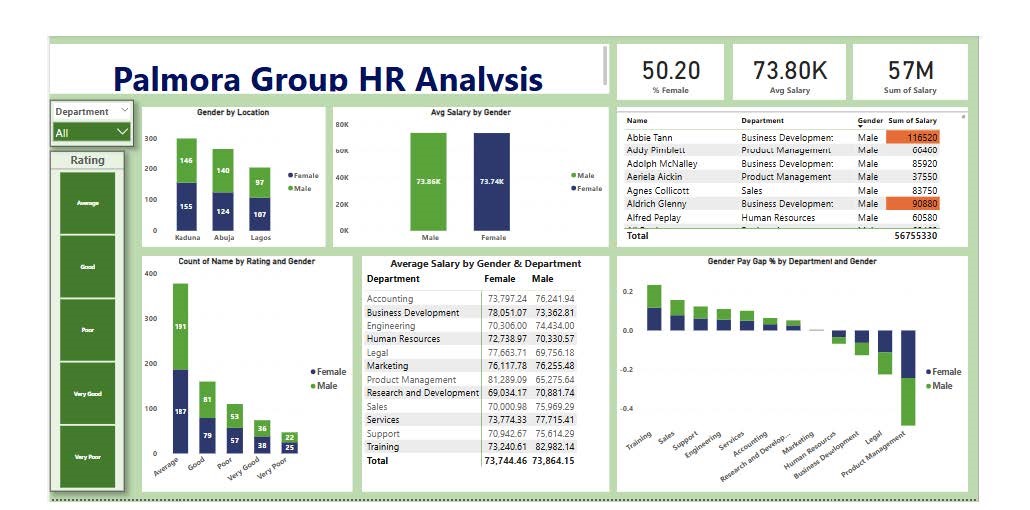 Palmora Group HR Analysis
50.20
% Female
73.80K
Avg Salary
57M
Sum of Salary
Department
All
Rating
Average
Good
Poor
Very Good
Very Poor
Gender by Location
300
200
100
0
146
155
140
124
97
107
Kaduna Abuja Lagos
Female
Male
Avg Salary by Gender
80K
60K
40K
20K
0K
73.86K
73.74K
Male Female
Male
Female
Name Department Gender Sum of Salary
Abbie Tann Business Development Male 116520
Addy Pimblett Product Management Male 66460
Adolph McNalley Business Development Male 85920
Aeriela Aickin Product Management Male 37550
Agnes Collicott Sales Male 83750
Aldrich Glenny Business Development Male 90880
Alfred Peplay Human Resources Male 60580
Total 56755330
Count of Name by Rating and Gender
400
300
200
100
0
191
187
81
79
53
57
36
38
22
25
Average Good Poor Very Good Very Poor
Female
Male
Average Salary by Gender & Department
Department Female Male
Accounting 73,797.24 76,241.94
Business Development 78,051.07 73,362.81
Engineering 70,306.00 74,434.00
Human Resources 72,738.97 70,330.57
Legal 77,663.71 69,756.18
Marketing 76,117.78 76,255.48
Product Management 81,289.09 65,275.64
Research and Development 69,034.17 70,881.74
Sales 70,000.98 75,969.29
Services 73,774.33 77,715.41
Support 70,942.67 75,614.29
Training 73,240.61 82,982.14
Total 73,744.46 73,864.15
Gender Pay Gap % by Department and Gender
0.2
0.0
-0.2
-0.4
Training Sales Support Engineering Services Accounting Research and Develop... Marketing Human Resources Business Development Legal Product Management
Female
Male